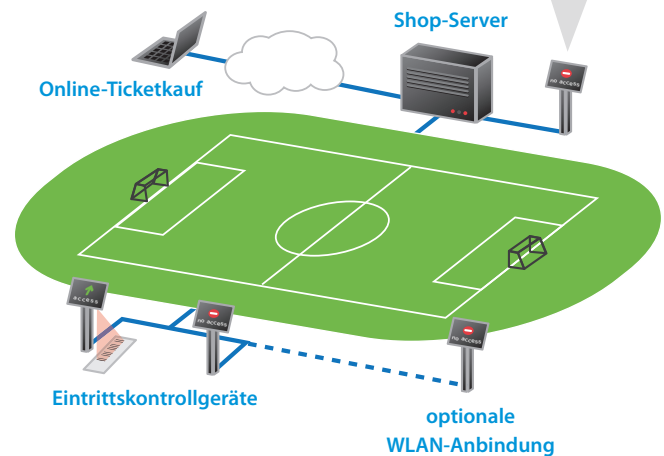 Shop-Server
Online-Ticketkauf
no access
access
no access
no access
Eintrittskontrollgeräte
optionale
WLAN-Anbindung